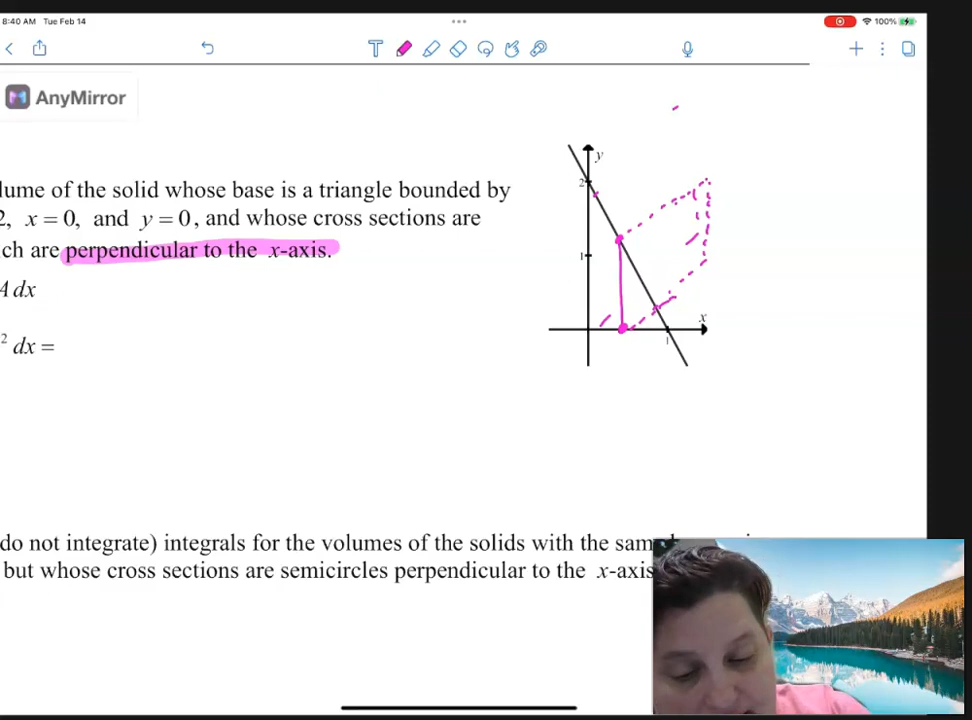 8:40 AM Tue Feb 14
100%
T
AnyMirror
lume of the solid whose base is a triangle bounded by
2, x = 0, and y = 0, and whose cross sections are
ch are perpendicular to the x-axis.
A dx
2 dx =
y
2
1
x
1
do not integrate) integrals for the volumes of the solids with the sam
but whose cross sections are semicircles perpendicular to the x-axis